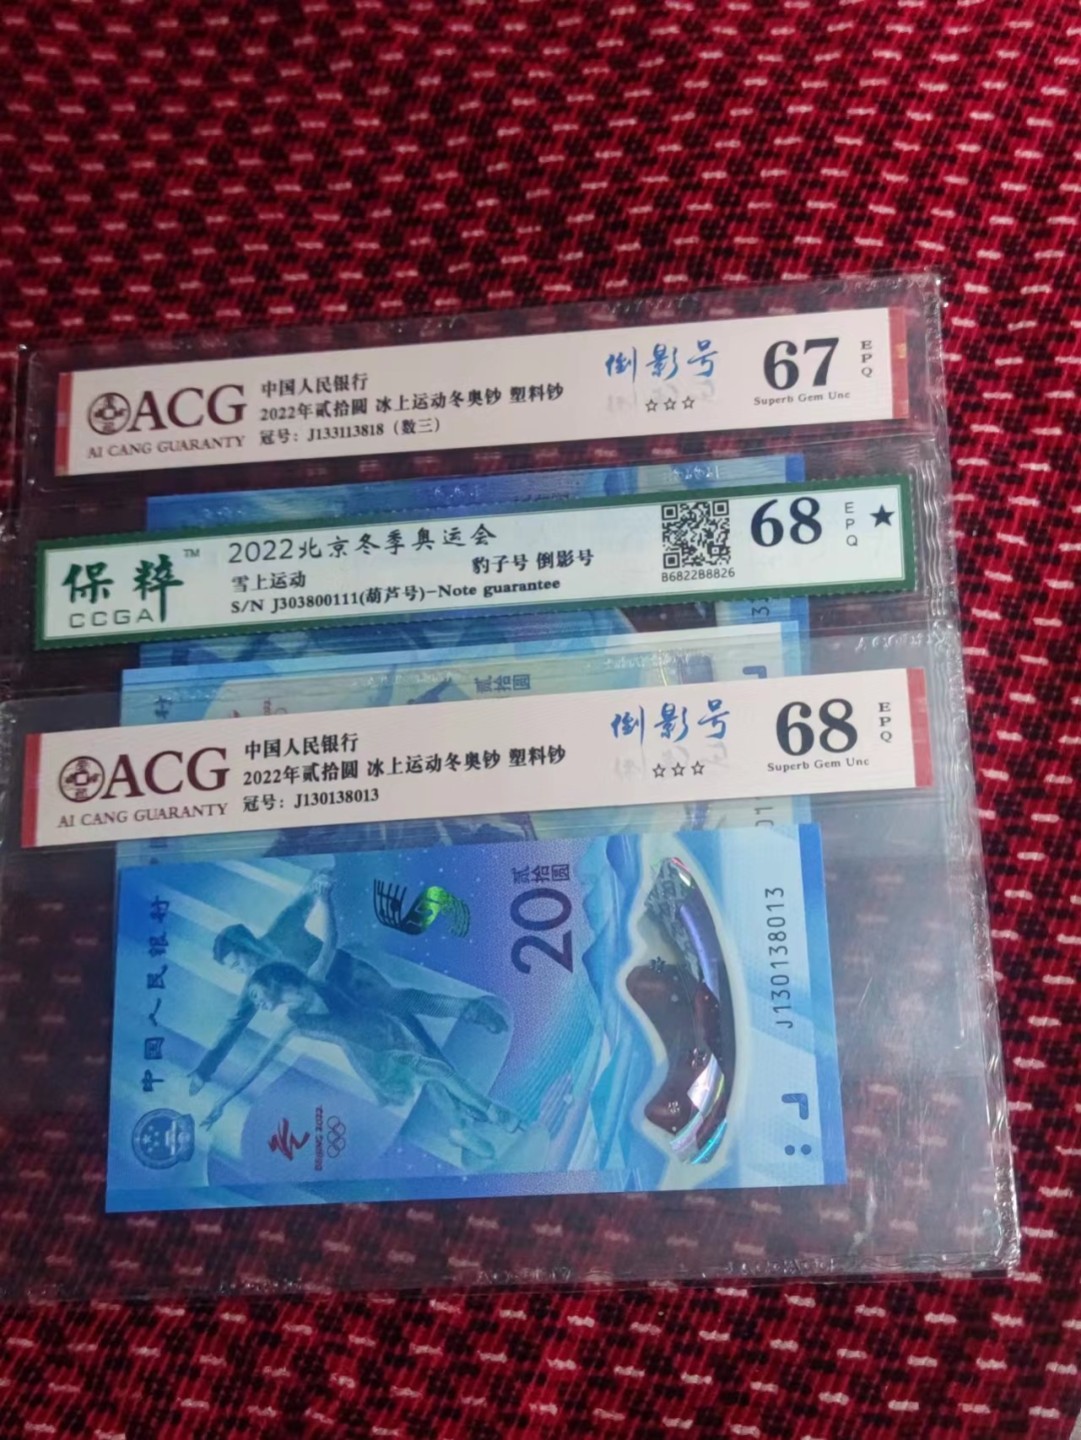 ACG
AI CANG GUARANTY
中国人民银行
2022年贰拾圆 冰上运动冬奥钞 塑料钞
冠号：J133113818（数三）
倒影号
☆☆☆
67
EPQ
Superb Gem Unc
保粹™
CCGA
2022北京冬季奥运会
雪上运动
豹子号 倒影号
S/N J303800111(葫芦号)-Note guarantee
B6822B8826
68
EPQ
★
贰拾圆
ACG
AI CANG GUARANTY
中国人民银行
2022年贰拾圆 冰上运动冬奥钞 塑料钞
冠号：J130138013
倒影号
☆☆☆
68
EPQ
Superb Gem Unc
中国人民银行
20
贰拾圆
BEIJING 2022
J130138013